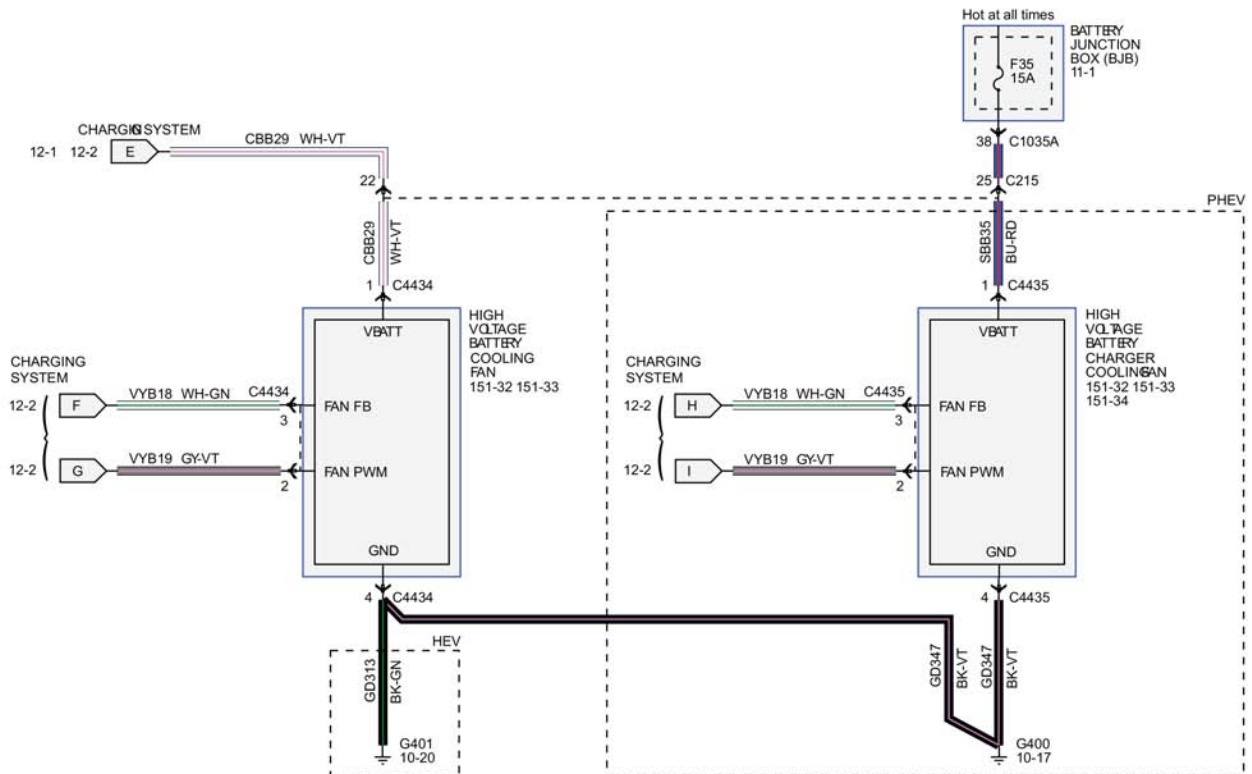 Hot at all times
BATTERY
JUNCTION
BOX (BJB)
11-1
F35
15A
38 C1035A
25 C215
CHARGIN SYSTEM
12-1 12-2 E
CBB29 WH-VT
22
PHEV
CBB29
WH-VT
SBB35
BU-RD
1 C4434
1 C4435
VBATT
HIGH
VOLTAGE
BATTERY
COOLING
FAN
151-32 151-33
VBATT
HIGH
VOLTAGE
BATTERY
CHARGER
COOLING FAN
151-32 151-33
151-34
CHARGING
SYSTEM
12-2 F VYB18 WH-GN C4434
3 FAN FB
12-2 G VYB19 GY-VT
2 FAN PWM
GND
CHARGING
SYSTEM
12-2 H VYB18 WH-GN C4435
3 FAN FB
12-2 I VYB19 GY-VT
2 FAN PWM
GND
4 C4434
4 C4435
HEV
GD313
BK-GN
GD347
BK-VT
GD347
BK-VT
G401
10-20
G400
10-17